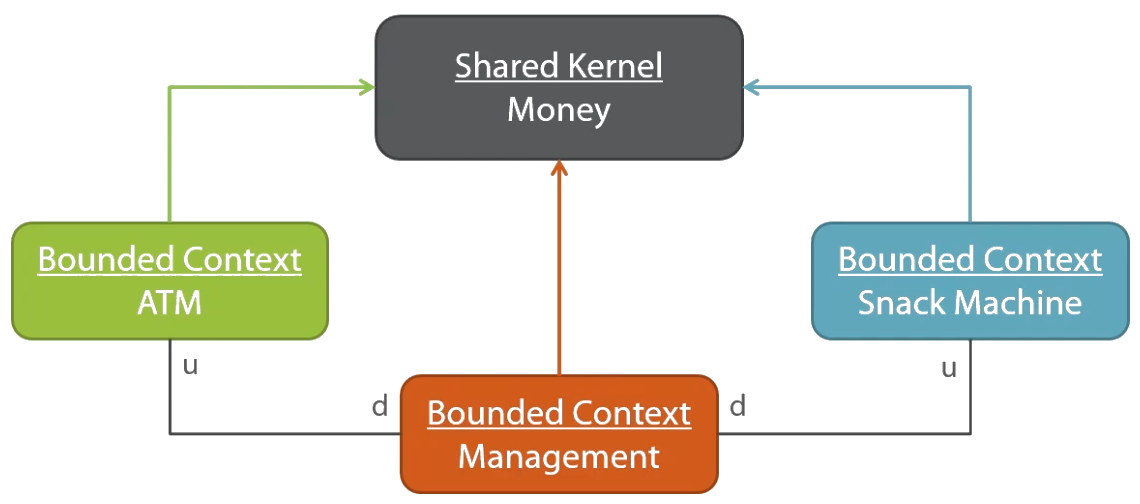 Shared Kernel
Money
Bounded Context
ATM
Bounded Context
Snack Machine
u
u
d
d
Bounded Context
Management